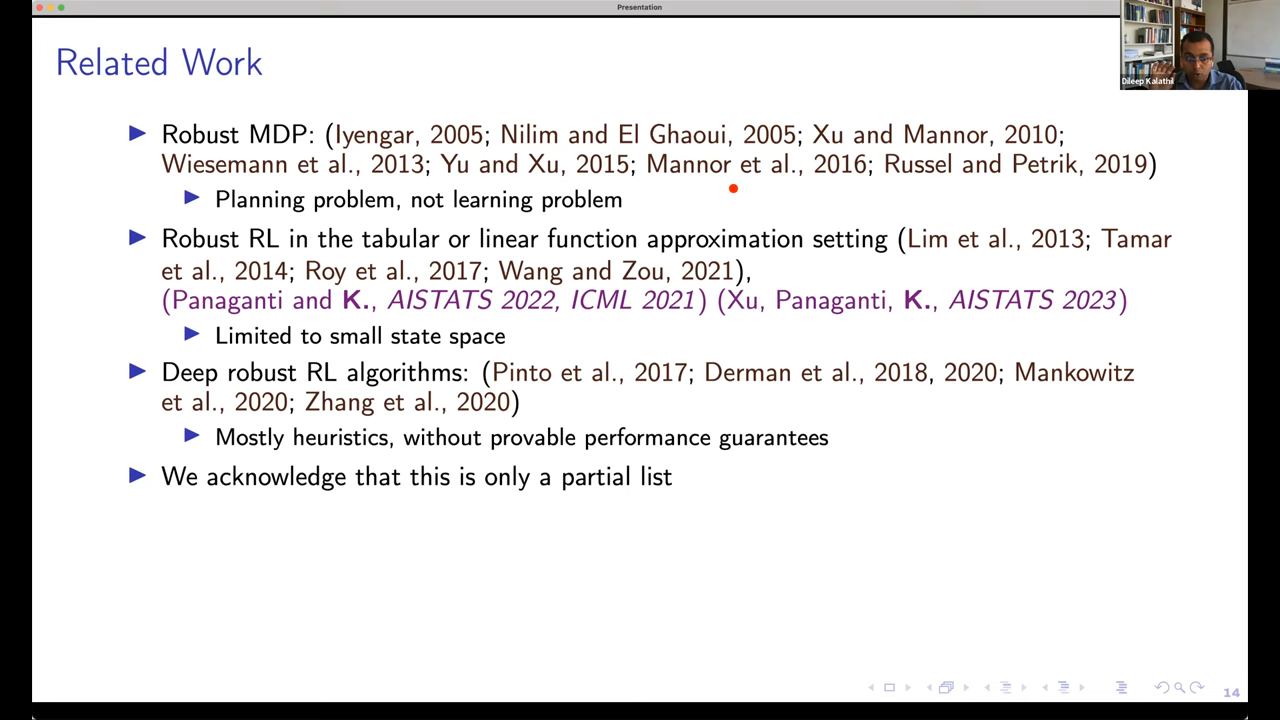 Presentation
Related Work
Dileep Kalathil
Robust MDP: (Iyengar, 2005; Nilim and El Ghaoui, 2005; Xu and Mannor, 2010;
Wiesemann et al., 2013; Yu and Xu, 2015; Mannor et al., 2016; Russel and Petrik, 2019)
Planning problem, not learning problem
Robust RL in the tabular or linear function approximation setting (Lim et al., 2013; Tamar
et al., 2014; Roy et al., 2017; Wang and Zou, 2021),
(Panaganti and K., AISTATS 2022, ICML 2021) (Xu, Panaganti, K., AISTATS 2023)
Limited to small state space
Deep robust RL algorithms: (Pinto et al., 2017; Derman et al., 2018, 2020; Mankowitz
et al., 2020; Zhang et al., 2020)
Mostly heuristics, without provable performance guarantees
We acknowledge that this is only a partial list
14